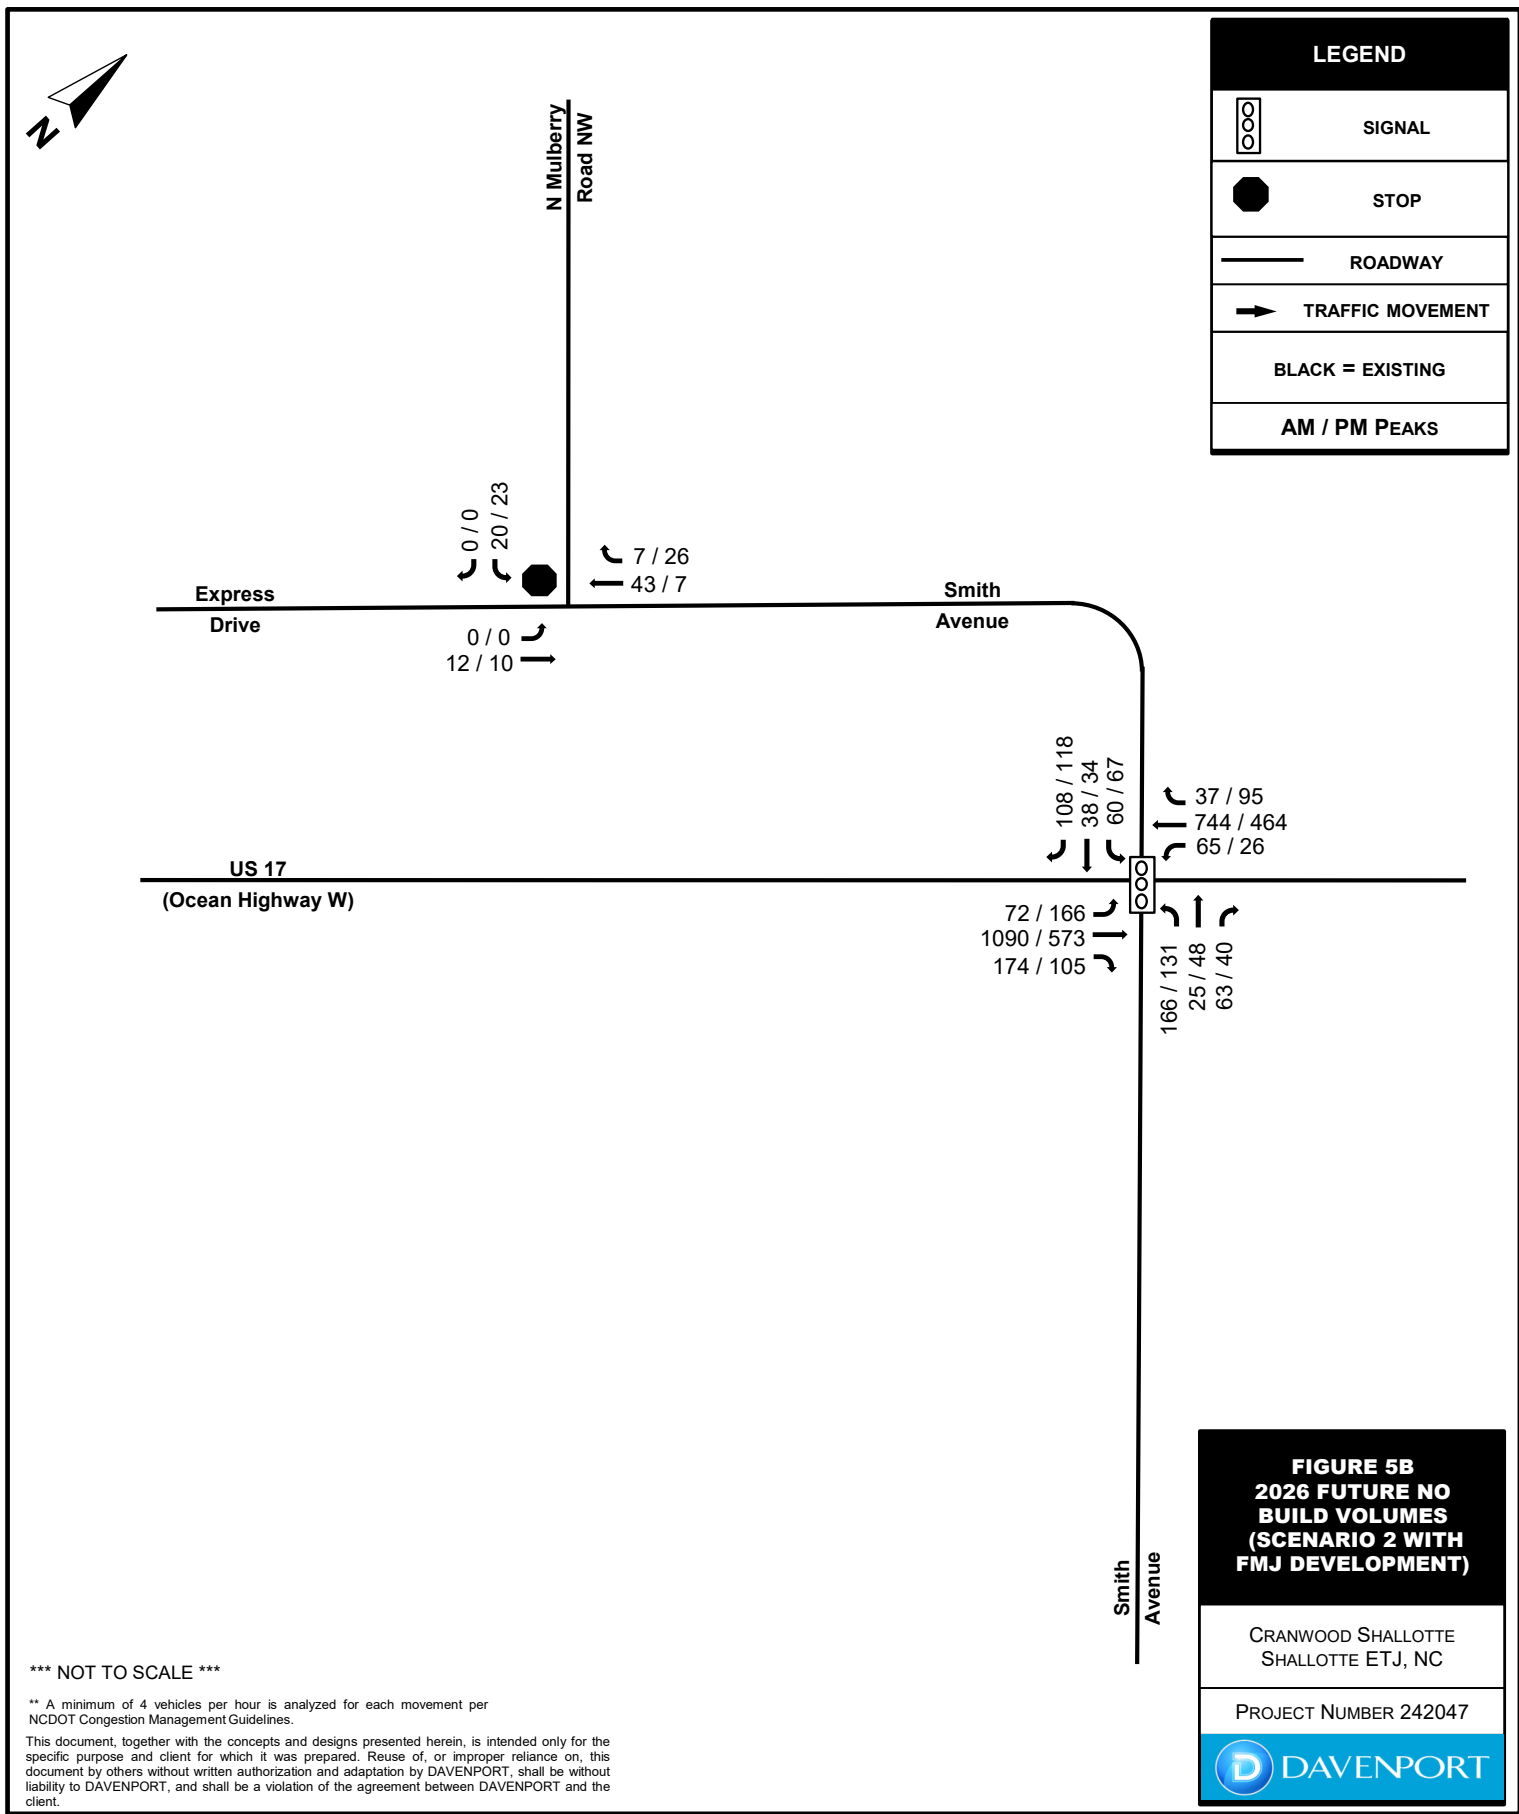 LEGEND
SIGNAL
STOP
ROADWAY
TRAFFIC MOVEMENT
BLACK = EXISTING
AM / PM PEAKS
N
N Mulberry
Road NW
0 / 0
20 / 23
7 / 26
43 / 7
Express
Drive
Smith
Avenue
0 / 0
12 / 10
108 / 118
38 / 34
60 / 67
37 / 95
744 / 464
65 / 26
US 17
(Ocean Highway W)
72 / 166
1090 / 573
174 / 105
166 / 131
25 / 48
63 / 40
Smith
Avenue
FIGURE 5B
2026 FUTURE NO
BUILD VOLUMES
(SCENARIO 2 WITH
FMJ DEVELOPMENT)
CRANWOOD SHALLOTTE
SHALLOTTE ETJ, NC
PROJECT NUMBER 242047
D DAVENPORT
*** NOT TO SCALE ***
** A minimum of 4 vehicles per hour is analyzed for each movement per
NCDOT Congestion Management Guidelines.
This document, together with the concepts and designs presented herein, is intended only for the
specific purpose and client for which it was prepared. Reuse of, or improper reliance on, this
document by others without written authorization and adaptation by DAVENPORT, shall be without
liability to DAVENPORT, and shall be a violation of the agreement between DAVENPORT and the
client.